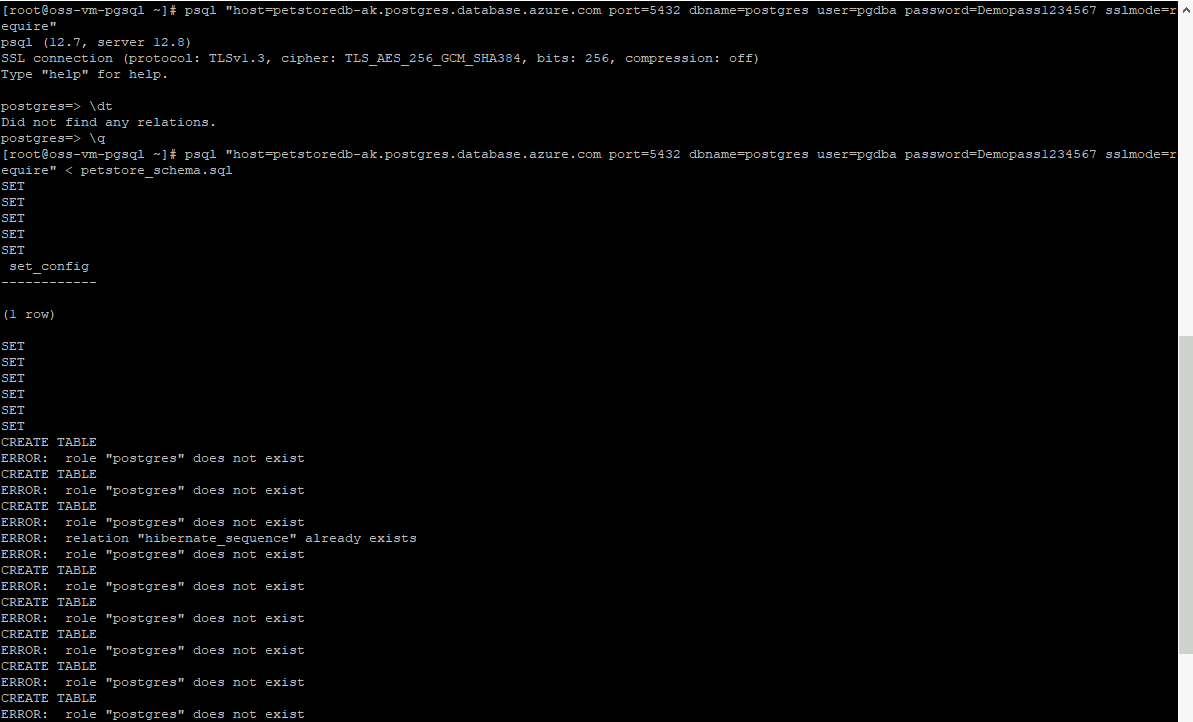 [root@oss-vm-pgsql ~]# psql "host=petstoredb-ak.postgres.database.azure.com port=5432 dbname=postgres user=pgdba password=Demopass1234567 sslmode=r
equire"
psql (12.7, server 12.8)
SSL connection (protocol: TLSv1.3, cipher: TLS_AES_256_GCM_SHA384, bits: 256, compression: off)
Type "help" for help.
postgres=> \dt
Did not find any relations.
postgres=> \q
[root@oss-vm-pgsql ~]# psql "host=petstoredb-ak.postgres.database.azure.com port=5432 dbname=postgres user=pgdba password=Demopass1234567 sslmode=r
equire" < petstore_schema.sql
SET
SET
SET
SET
SET
 set_config
------------
(1 row)
SET
SET
SET
SET
SET
SET
CREATE TABLE
ERROR:  role "postgres" does not exist
CREATE TABLE
ERROR:  role "postgres" does not exist
CREATE TABLE
ERROR:  role "postgres" does not exist
ERROR:  relation "hibernate_sequence" already exists
ERROR:  role "postgres" does not exist
CREATE TABLE
ERROR:  role "postgres" does not exist
CREATE TABLE
ERROR:  role "postgres" does not exist
CREATE TABLE
ERROR:  role "postgres" does not exist
CREATE TABLE
ERROR:  role "postgres" does not exist
CREATE TABLE
ERROR:  role "postgres" does not exist